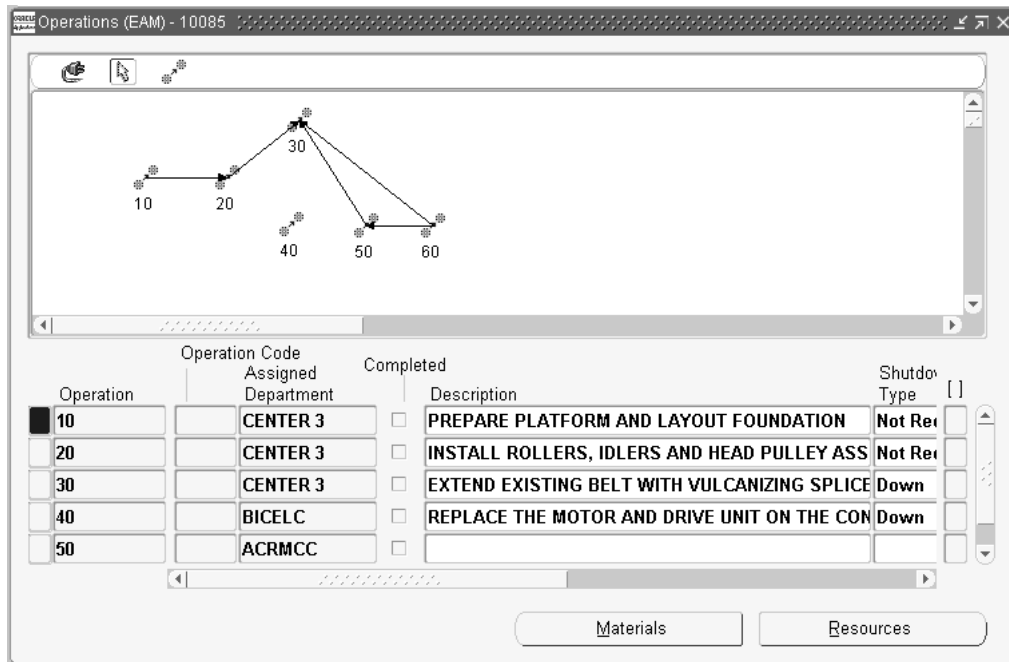 Operations (EAM) - 10085
30
10
20
40
50
60
Operation Code
Assigned Department
Completed
Operation
Description
Shutdov Type
[ ]
10 CENTER 3 PREPARE PLATFORM AND LAYOUT FOUNDATION Not Rec
20 CENTER 3 INSTALL ROLLERS, IDLERS AND HEAD PULLEY ASS Not Rec
30 CENTER 3 EXTEND EXISTING BELT WITH VULCANIZING SPLICE Down
40 BICELC REPLACE THE MOTOR AND DRIVE UNIT ON THE CON Down
50 ACRMCC
Materials
Resources